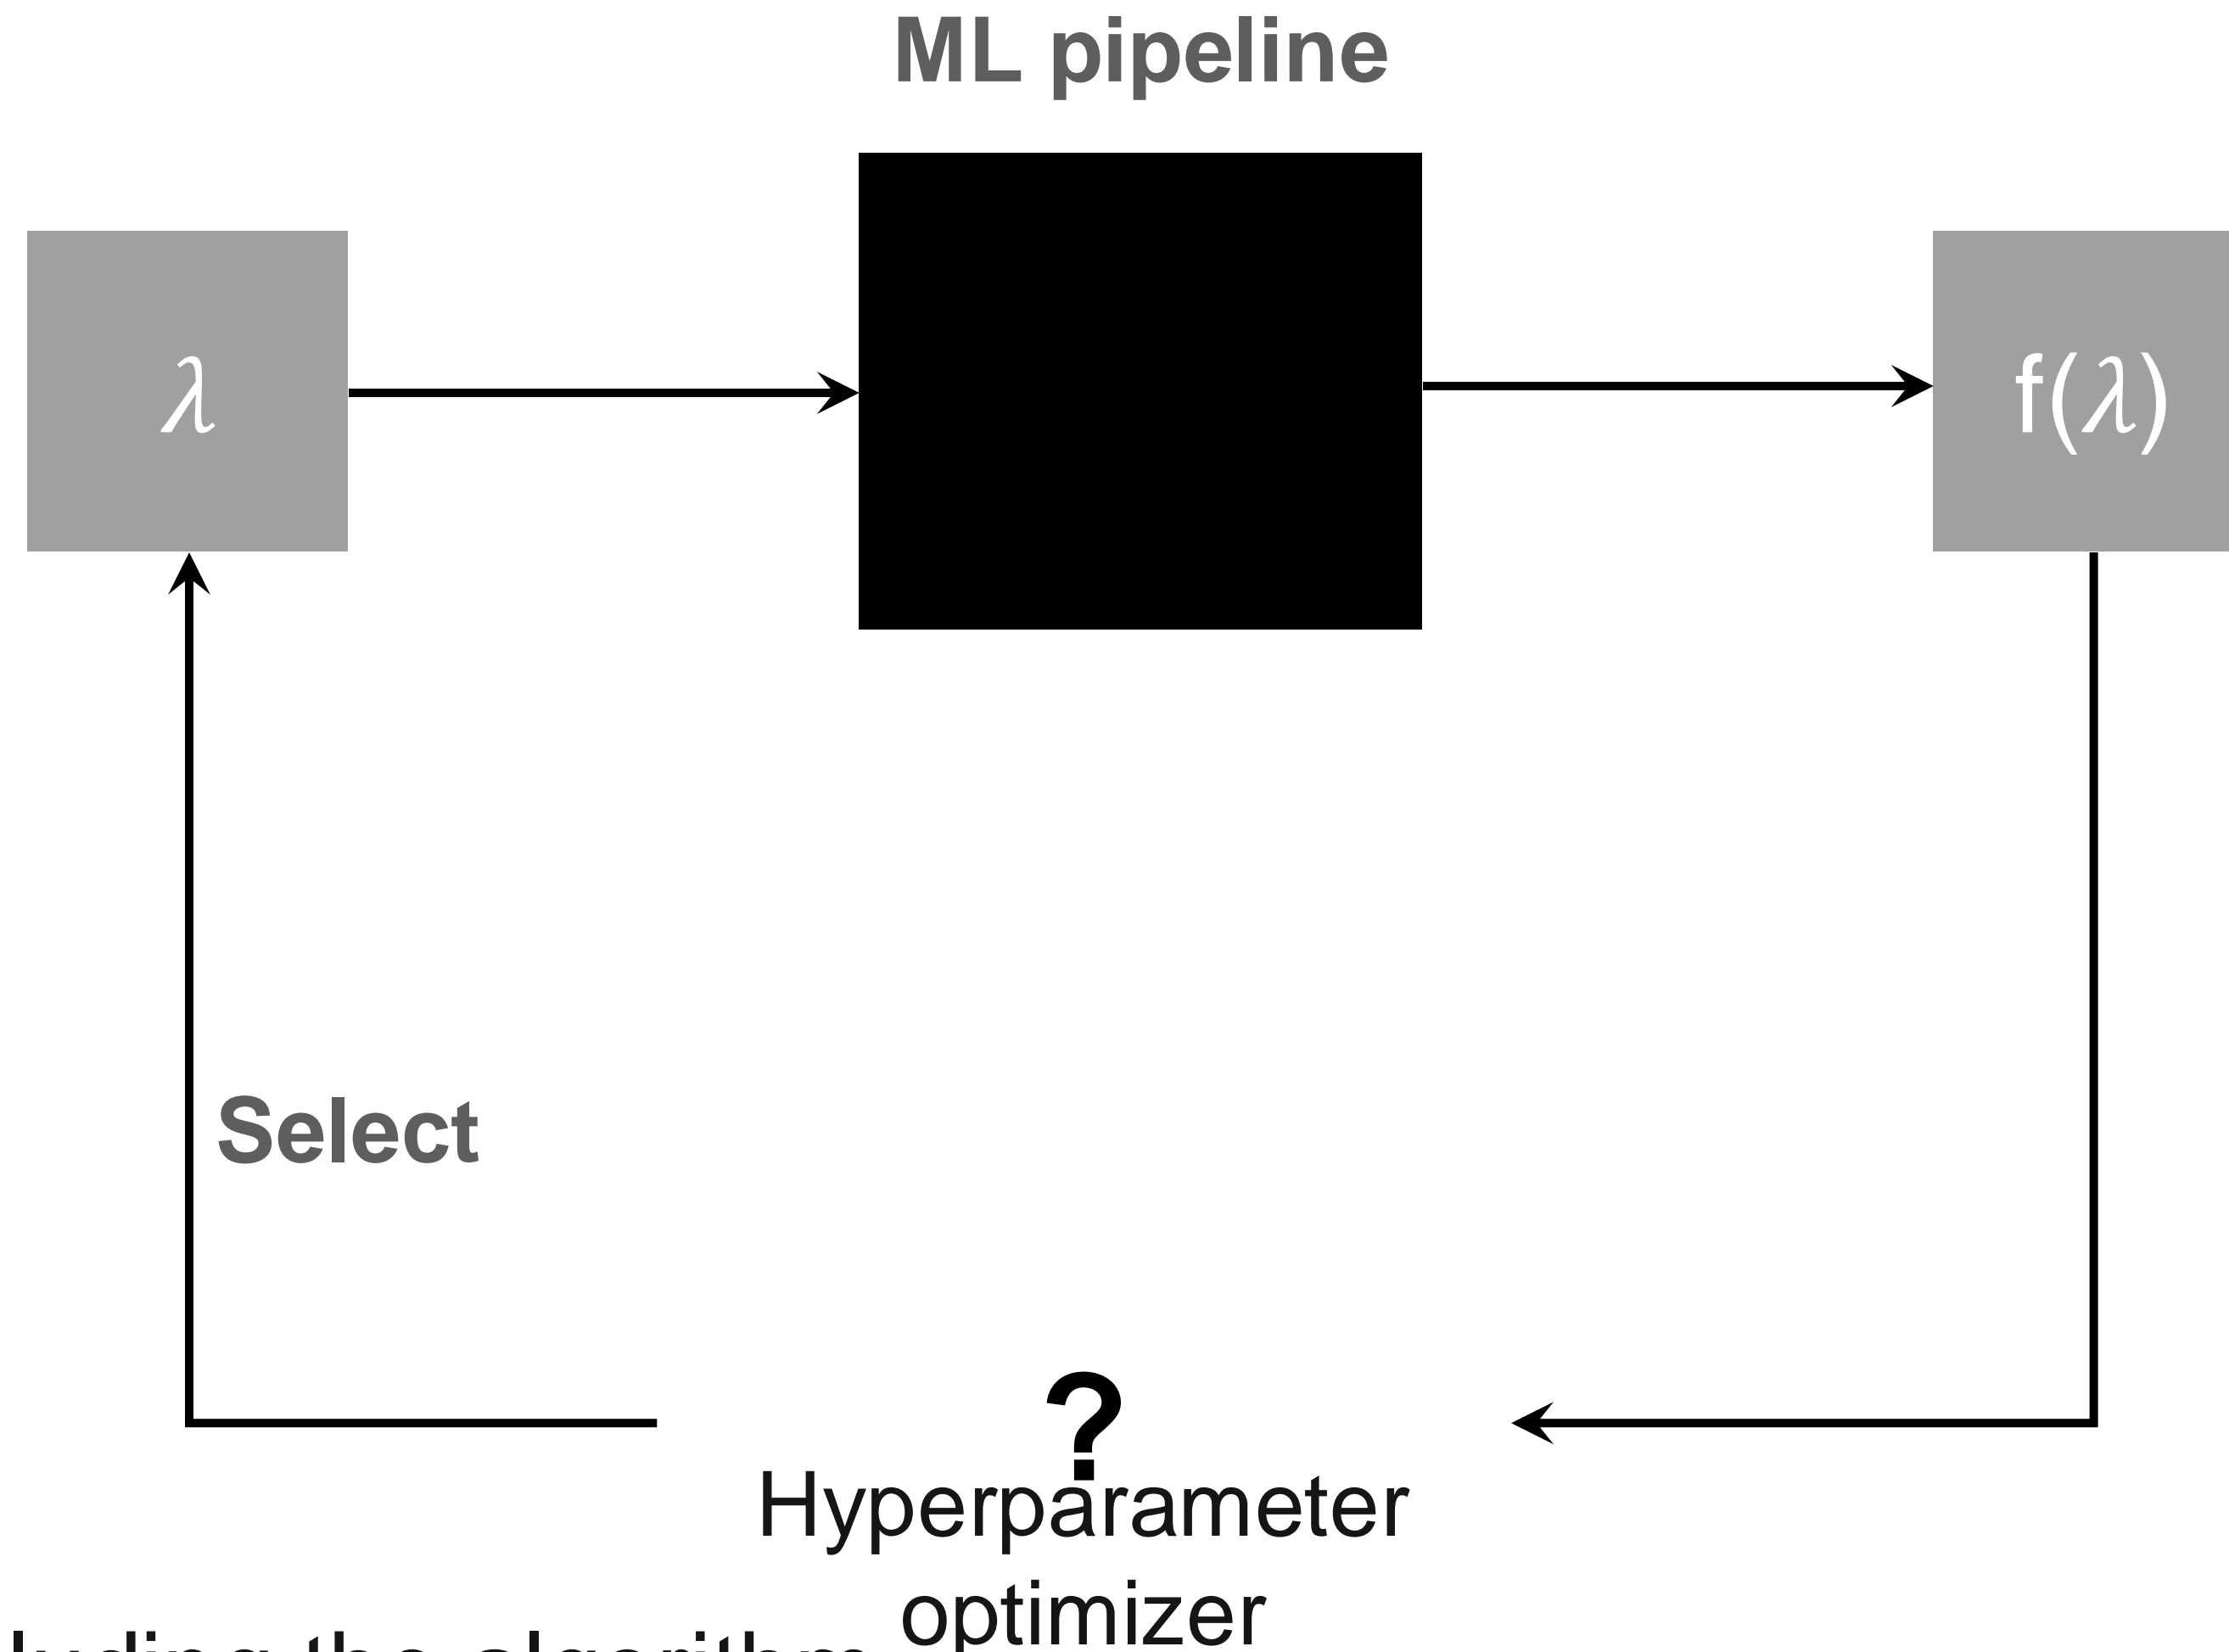 ML pipeline
λ
f(λ)
Select
?
Hyperparameter
optimizer